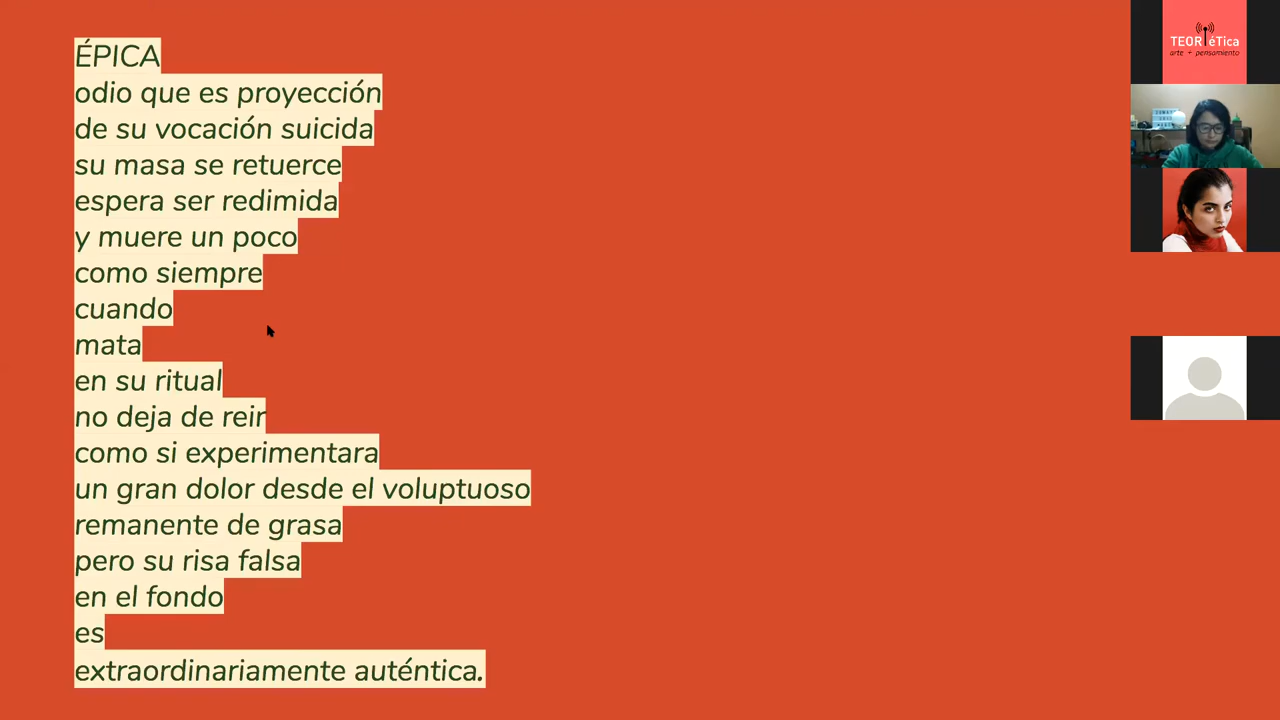 ÉPICA
odio que es proyección
de su vocación suicida
su masa se retuerce
espera ser redimida
y muere un poco
como siempre
cuando
mata
en su ritual
no deja de reir
como si experimentara
un gran dolor desde el voluptuoso
remanente de grasa
pero su risa falsa
en el fondo
es
extraordinariamente auténtica.
TEORéTica
arte + pensamiento